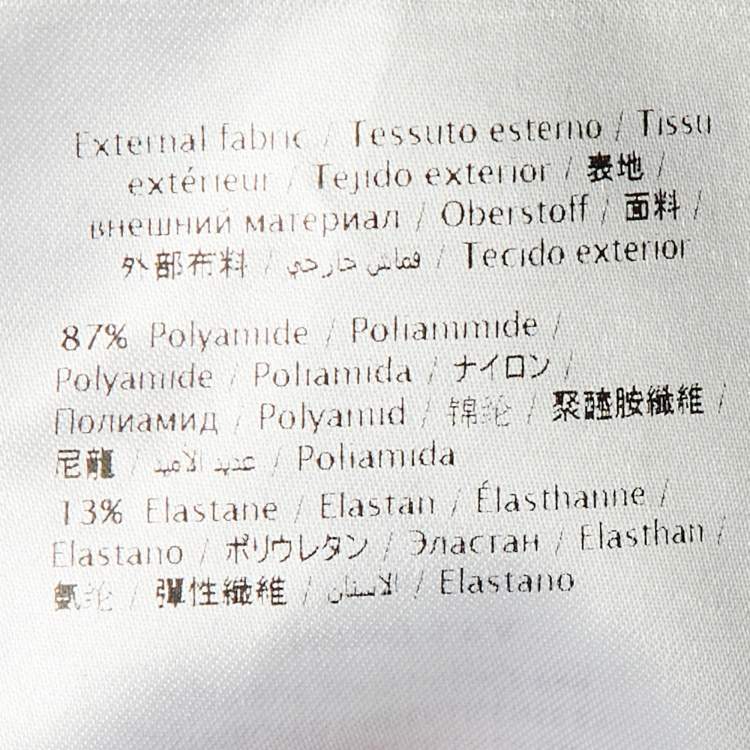 External fabric / Tessuto esterno / Tissu
extérieur / Tejido exterior / 表地 /
внешний материал / Oberstoff / 面料 /
外部布料 / قماش خارجي / Tecido exterior
87% Polyamide / Poliammide /
Polyamide / Poliamida / ナイロン /
Полиамид / Polyamid / 锦纶 / 聚醯胺纖維 /
尼龍 / عديد الأميد / Poliamida
13% Elastane / Elastan / Élasthanne /
Elastano / ポリウレタン / Эластан / Elasthan /
氨纶 / 彈性纖維 / الاستان / Elastano